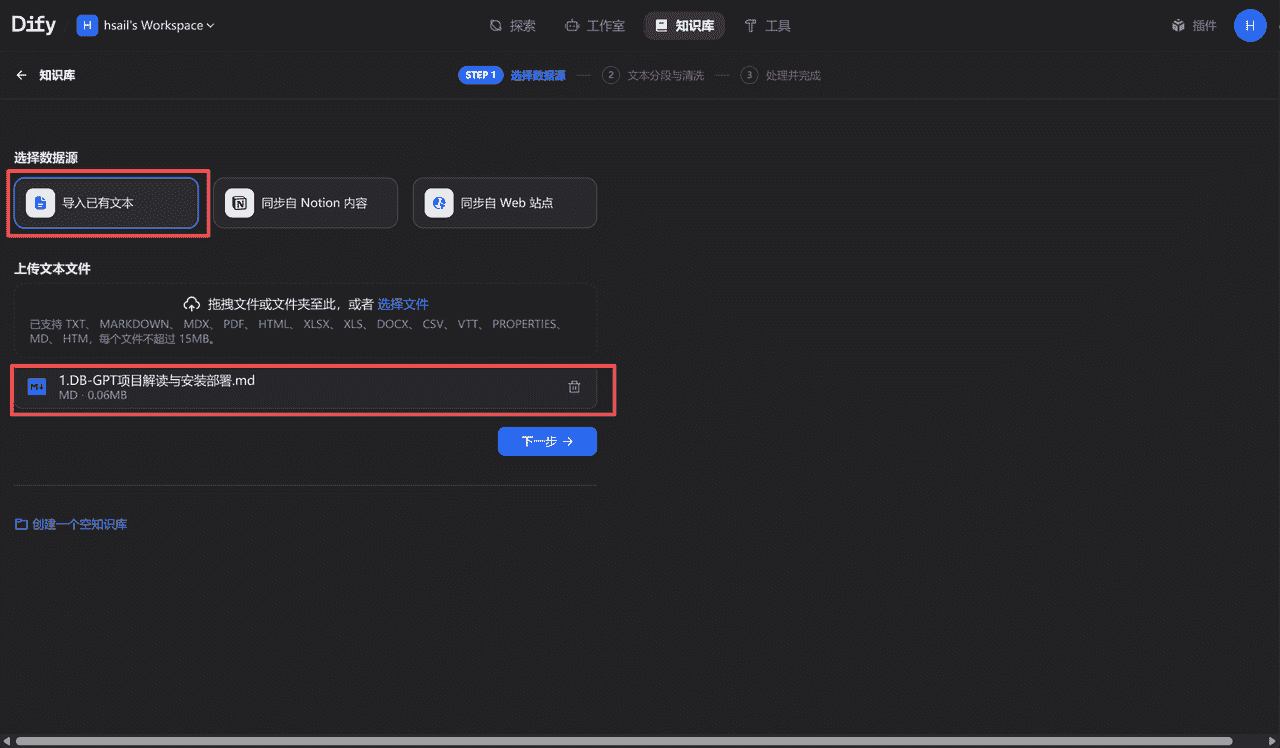 Dify
H hsail's Workspace
探索
工作室
知识库
工具
插件
H
知识库
STEP 1 选择数据源
2 文本分段与清洗
3 处理并完成
选择数据源
导入已有文本
同步自 Notion 内容
同步自 Web 站点
上传文本文件
拖拽文件或文件夹至此，或者 选择文件
已支持 TXT、 MARKDOWN、 MDX、 PDF、 HTML、 XLSX、 XLS、 DOCX、 CSV、 VTT、 PROPERTIES、
MD、 HTM，每个文件不超过 15MB。
1.DB-GPT项目解读与安装部署.md
MD · 0.06MB
下一步 →
创建一个空知识库